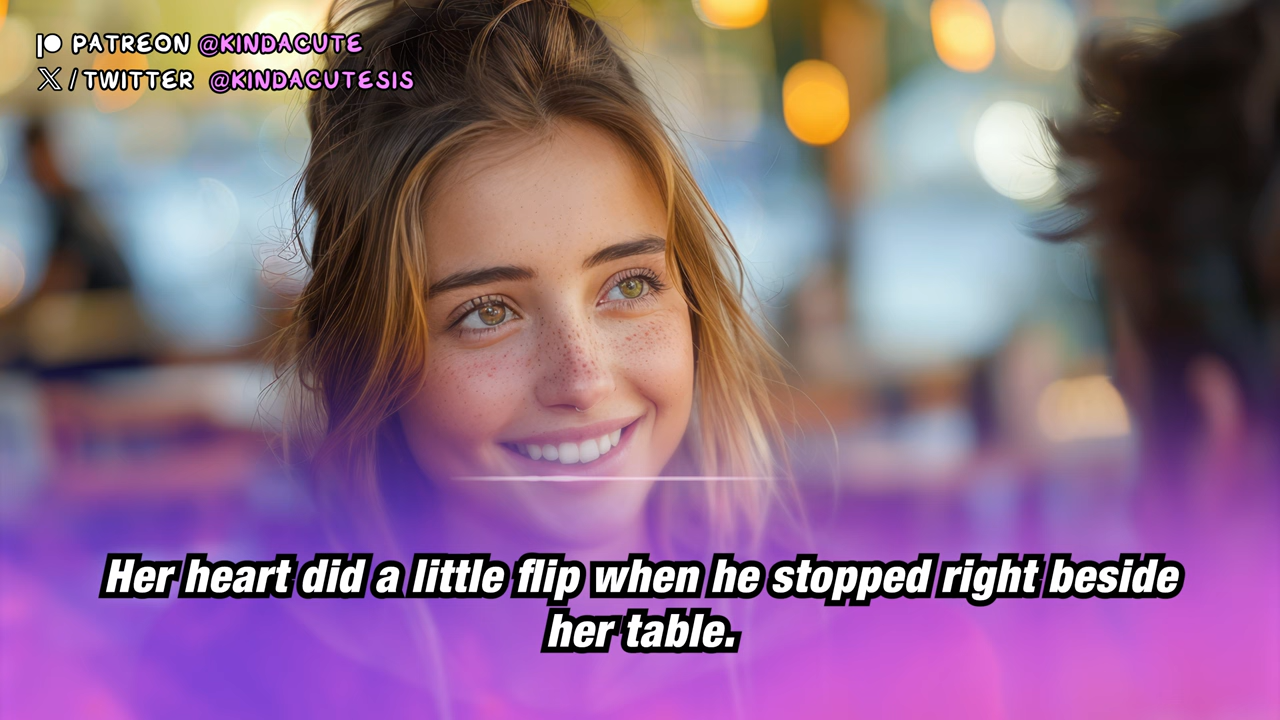 PATREON @KINDACUTE
X / TWITTER @KINDACUTESIS
Her heart did a little flip when he stopped right beside
her table.